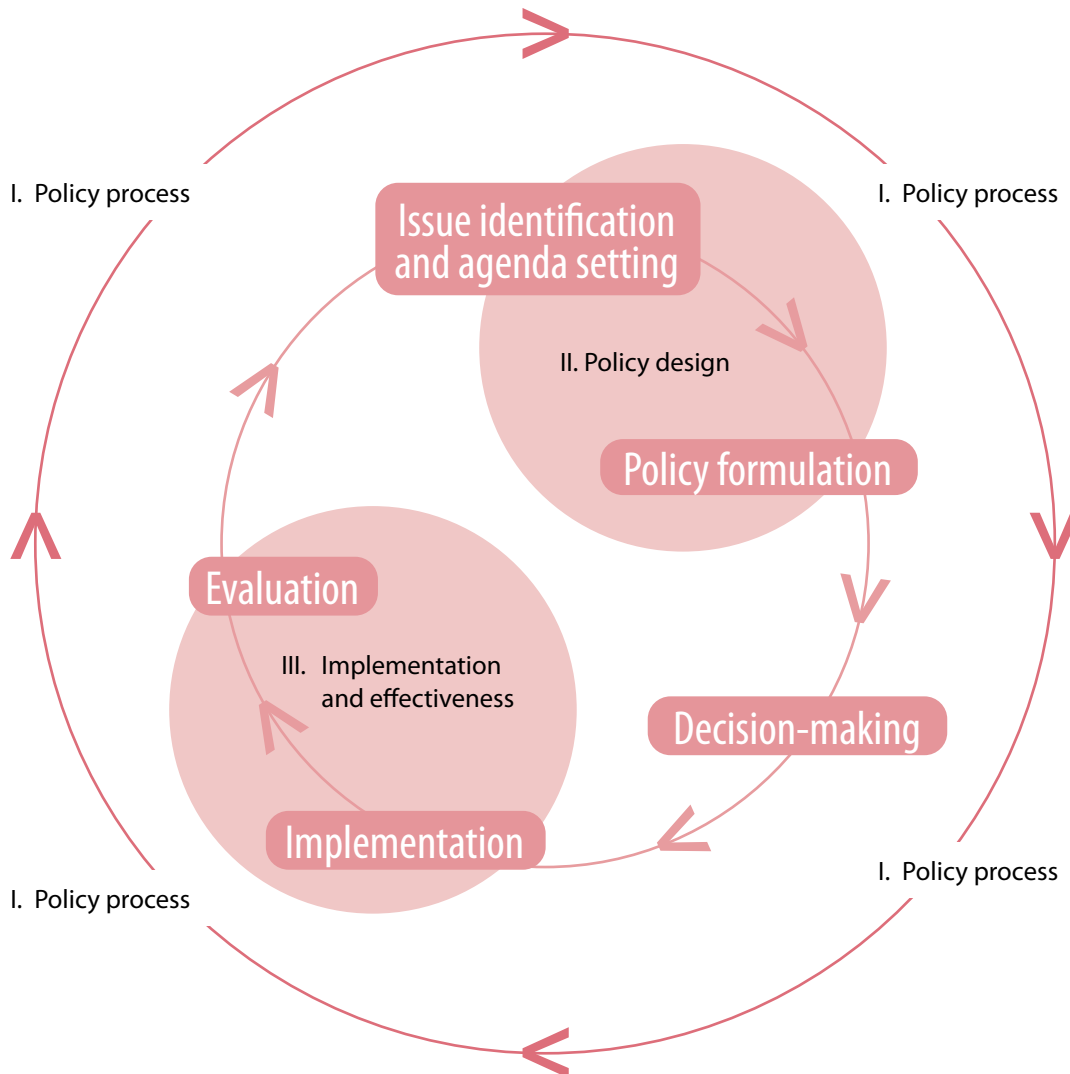 I. Policy process
I. Policy process
Issue identification
and agenda setting
II. Policy design
Policy formulation
Evaluation
III. Implementation
and effectiveness
Decision-making
Implementation
I. Policy process
I. Policy process